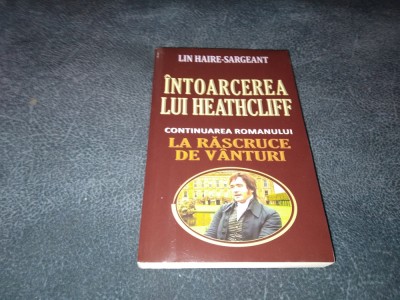 LIN HAIRE-SARGEANT
ÎNTOARCEREA
LUI HEATHCLIFF
CONTINUAREA ROMANULUI
LA RĂSCRUCE
DE VÂNTURI